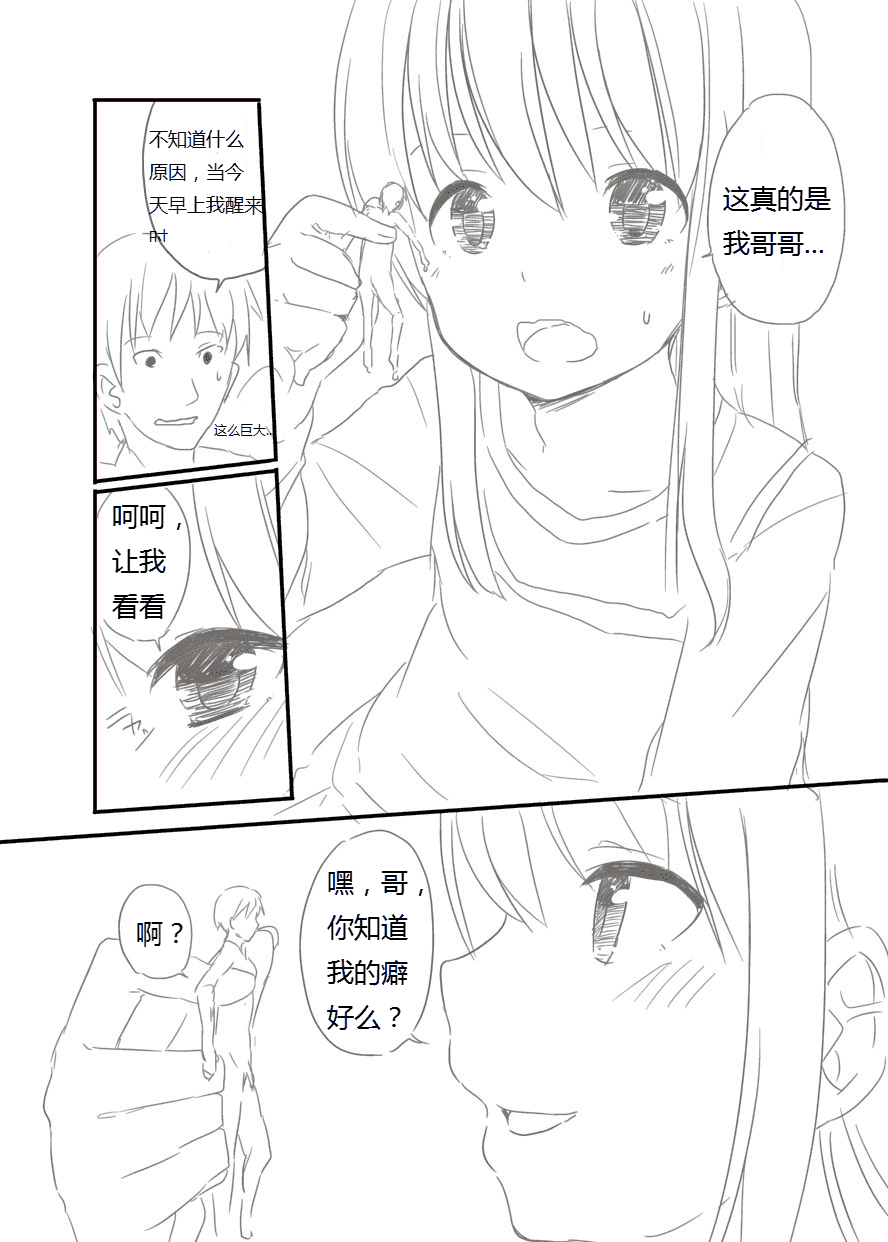 这真的是
我哥哥…
不知道什么
原因，当今
天早上我醒来
时
这么巨大…
呵呵，
让我
看看
嘿，哥，
你知道
我的癖
好么？
啊？